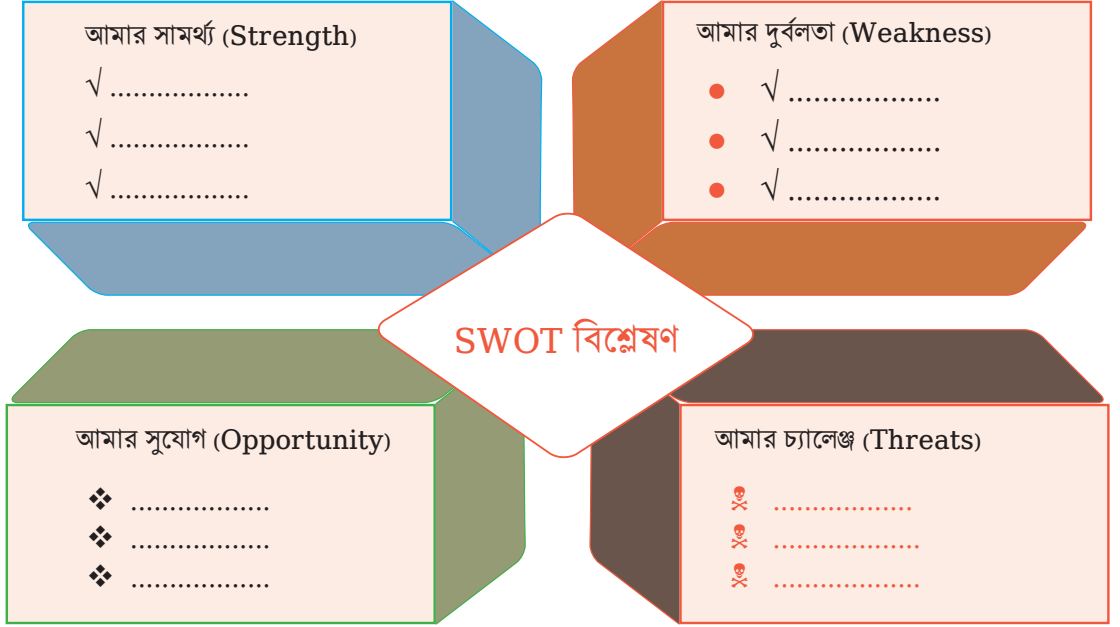 আমার সামর্থ্য (Strength)
√ ..................
√ ..................
√ ..................
আমার দুর্বলতা (Weakness)
● √ ..................
● √ ..................
● √ ..................
SWOT বিশ্লেষণ
আমার সুযোগ (Opportunity)
❖ ..................
❖ ..................
❖ ..................
আমার চ্যালেঞ্জ (Threats)
☠ ..................
☠ ...................
☠ ...................